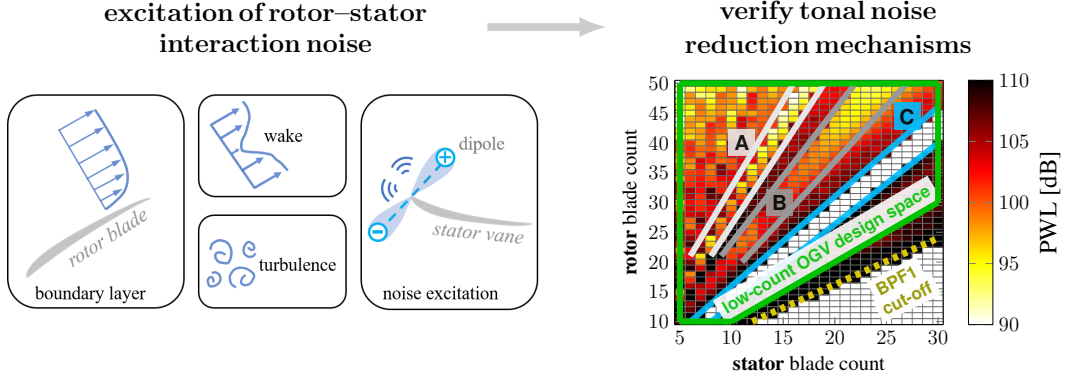 excitation of rotor–stator
interaction noise
verify tonal noise
reduction mechanisms
rotor blade
boundary layer
wake
turbulence
dipole
+
−
stator vane
noise excitation
rotor blade count
50
45
40
35
30
25
20
15
10
A
B
C
low-count OGV design space
BPF1
cut-off
5
10
15
20
25
30
stator blade count
110
105
100
95
90
PWL [dB]